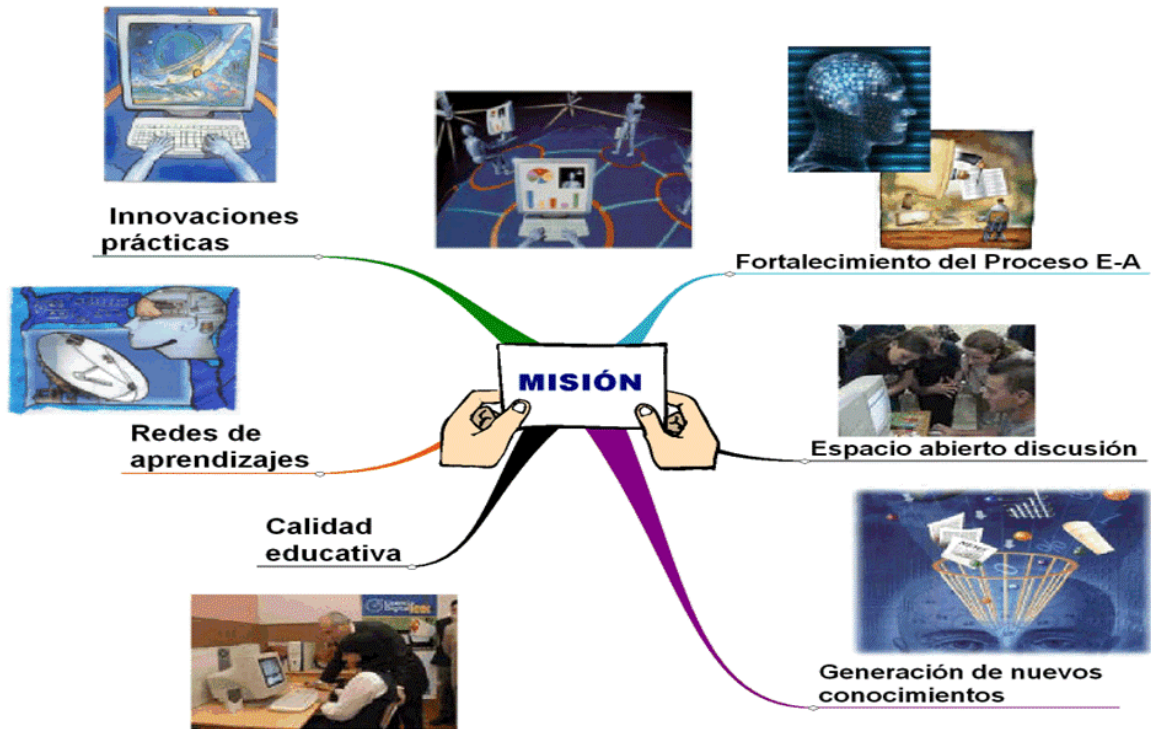 Innovaciones
prácticas
Fortalecimiento del Proceso E-A
MISIÓN
Redes de
aprendizajes
Espacio abierto discusión
Calidad
educativa
Generación de nuevos
conocimientos